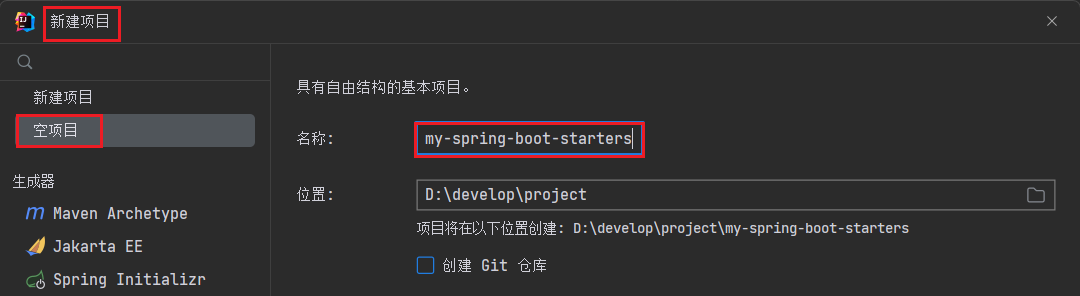 新建项目
新建项目
空项目
生成器
Maven Archetype
Jakarta EE
Spring Initializr
具有自由结构的基本项目。
名称: my-spring-boot-starters
位置: D:\develop\project
项目将在以下位置创建: D:\develop\project\my-spring-boot-starters
创建 Git 仓库